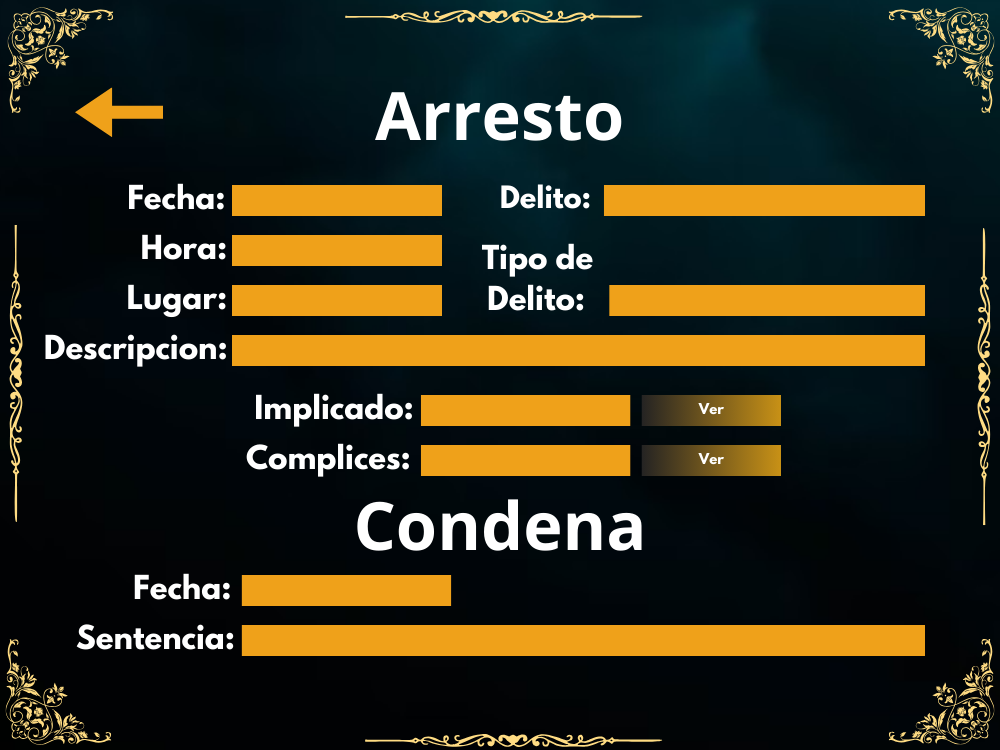 Arresto
Fecha:
Delito:
Hora:
Tipo de
Lugar:
Delito:
Descripcion:
Implicado:
Ver
Complices:
Ver
Condena
Fecha:
Sentencia: